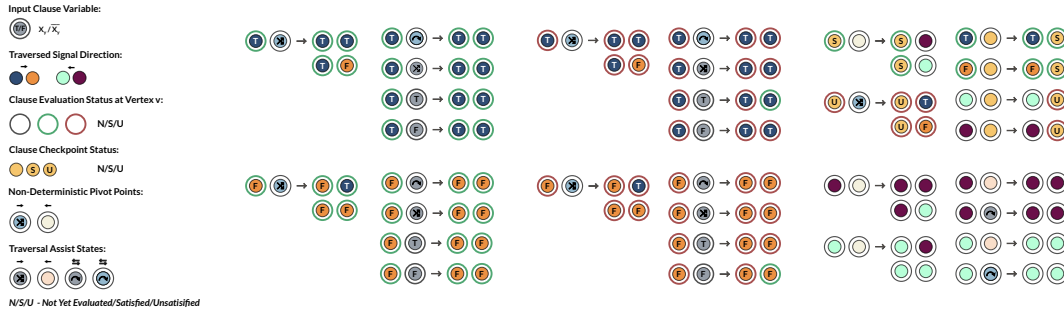 Input Clause Variable:
T/F Xᵥ / X̅ᵥ
Traversed Signal Direction:
Clause Evaluation Status at Vertex v:
N/S/U
Clause Checkpoint Status:
S U N/S/U
Non-Deterministic Pivot Points:
Traversal Assist States:
N/S/U - Not Yet Evaluated/Satisfied/Unsatisified
T → T T
T F
T → T T
T → T T
T T → T T
T F → T T
T → T T
T F
T → T T
T → T T
T T → T T
T F → T T
S → S
S
U → U T
U F
T → T S
F → F S
→ U
→ U
F → F T
F F
F → F F
F → F F
F T → F F
F F → F F
F → F T
F F
F → F F
F → F F
F T → F F
F F → F F
→
→
→
→
→
→